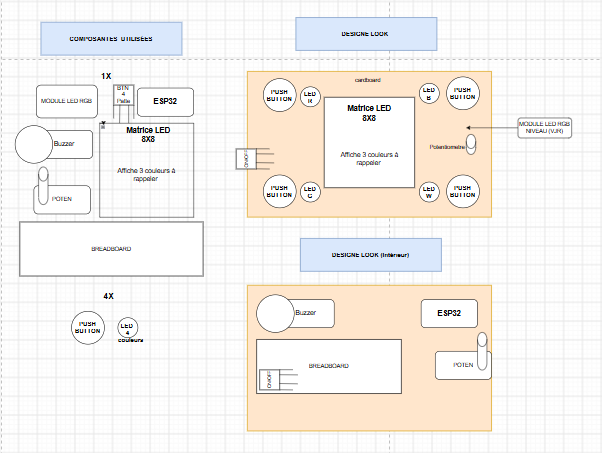 COMPOSANTES UTILISÉES
1X
MODULE LED RGB
BTN
4
Patte
ESP32
Buzzer
Matrice LED
8X8
Affiche 3 couleurs à
rappeler
POTEN
BREADBOARD
4X
PUSH
BUTTON
LED
4
couleurs
DESIGNE LOOK
cardboard
PUSH
BUTTON
LED
R
Matrice LED
8X8
Affiche 3 couleurs à
rappeler
LED
B
PUSH
BUTTON
MODULE LED RGB
NIVEAU (VJR)
Potentiometre
ON/OFF
PUSH
BUTTON
LED
G
LED
W
PUSH
BUTTON
DESIGNE LOOK (Intérieur)
Buzzer
ESP32
BREADBOARD
ON/OFF
POTEN